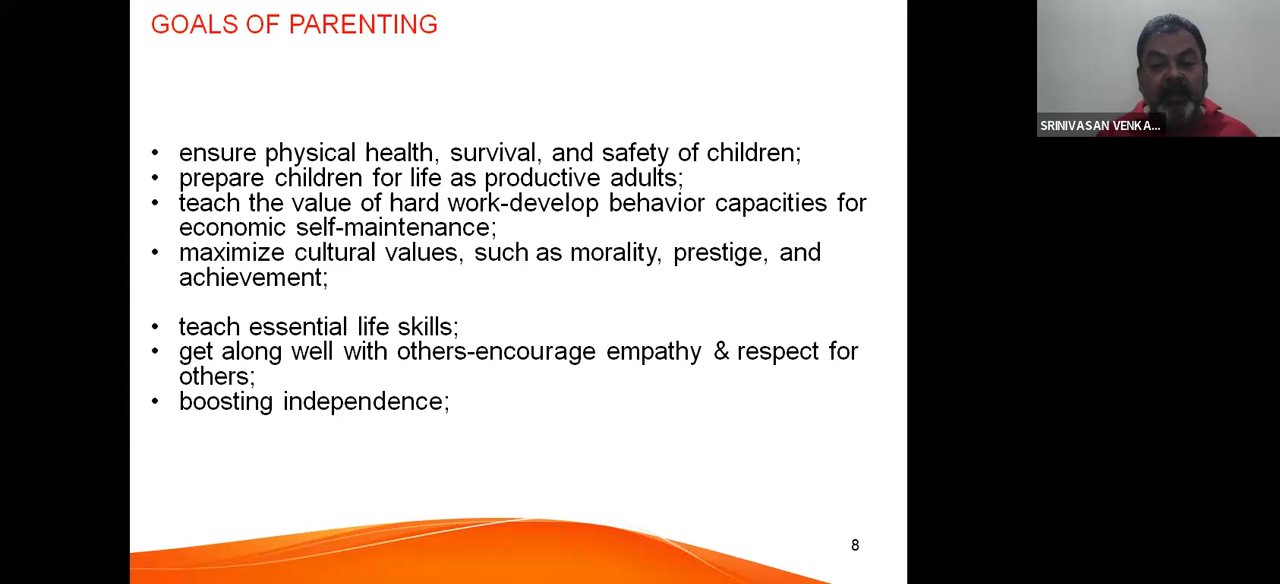 GOALS OF PARENTING
• ensure physical health, survival, and safety of children;
• prepare children for life as productive adults;
• teach the value of hard work-develop behavior capacities for
economic self-maintenance;
• maximize cultural values, such as morality, prestige, and
achievement;
• teach essential life skills;
• get along well with others-encourage empathy & respect for
others;
• boosting independence;
8
SRINIVASAN VENKA...